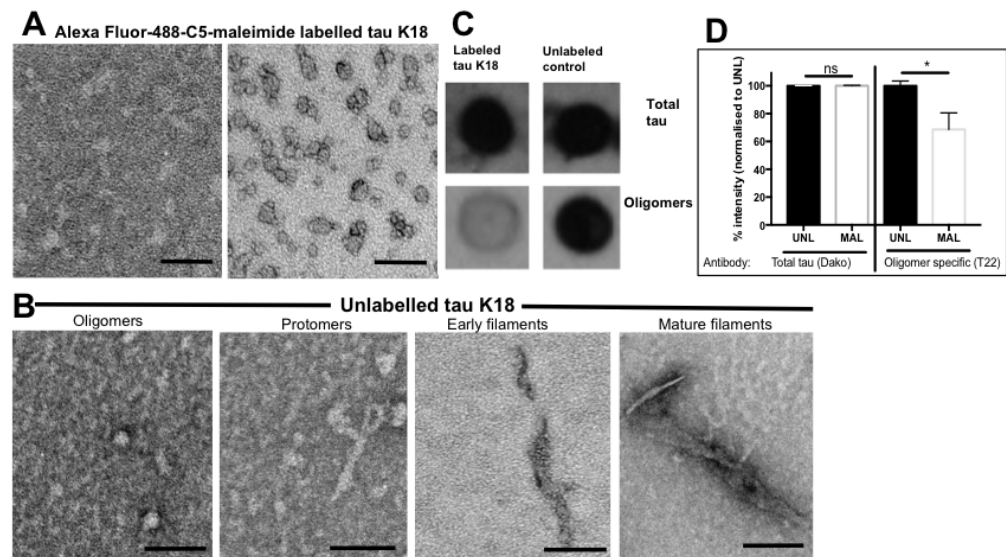 A
Alexa Fluor-488-C5-maleimide labelled tau K18
C
Labeled
tau K18
Unlabeled
control
Total
tau
Oligomers
D
% intensity (normalised to UNL)
100
80
60
40
20
0
ns
*
UNL
MAL
UNL
MAL
Antibody:
Total tau (Dako)
Oligomer specific (T22)
B
Unlabelled tau K18
Oligomers
Protomers
Early filaments
Mature filaments